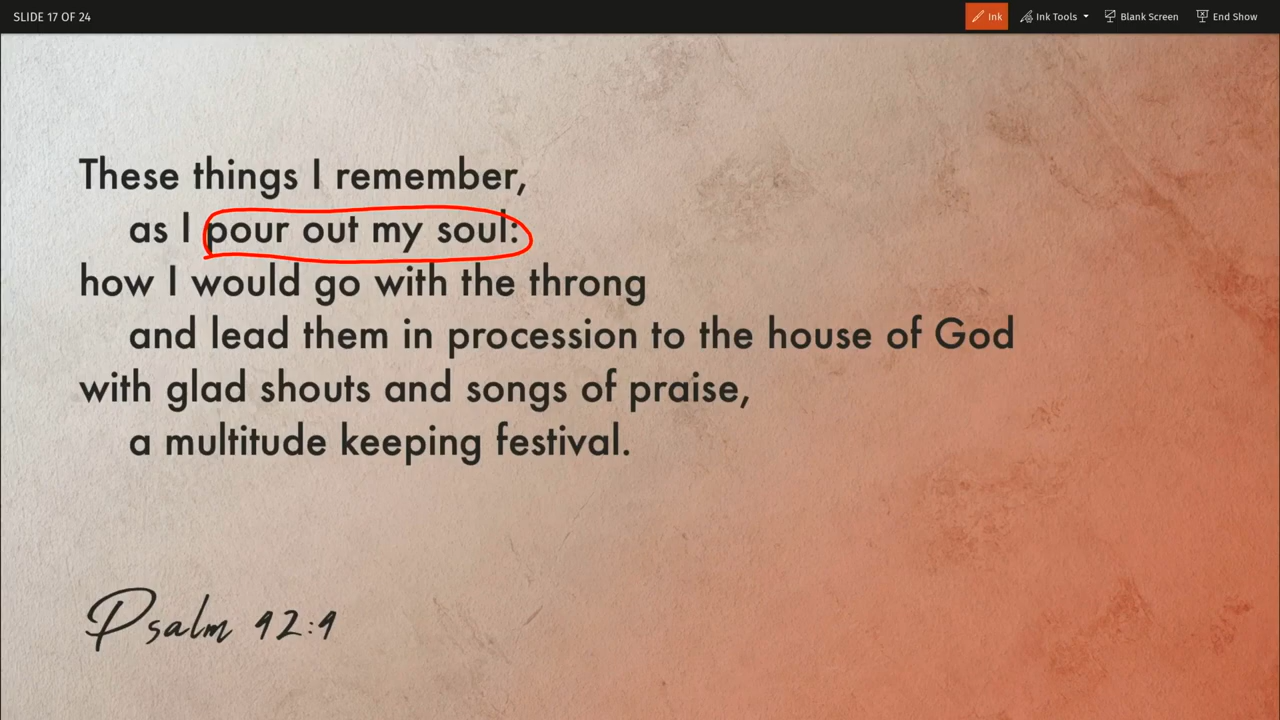 SLIDE 17 OF 24
Ink
Ink Tools
Blank Screen
End Show
These things I remember,
as I pour out my soul:
how I would go with the throng
and lead them in procession to the house of God
with glad shouts and songs of praise,
a multitude keeping festival.
Psalm 42:4